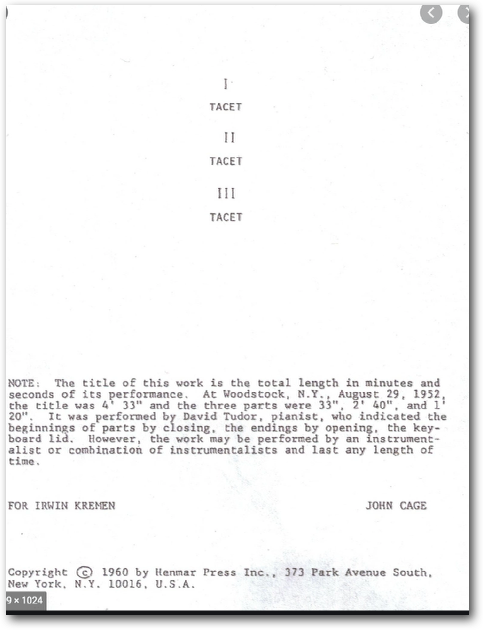 I
TACET
II
TACET
III
TACET
NOTE: The title of this work is the total length in minutes and
seconds of its performance. At Woodstock, N.Y., August 29, 1952,
the title was 4' 33" and the three parts were 33", 2' 40", and 1'
20". It was performed by David Tudor, pianist, who indicated the
beginnings of parts by closing, the endings by opening, the key-
board lid. However, the work may be performed by an instrument-
alist or combination of instrumentalists and last any length of
time.
FOR IRWIN KREMEN JOHN CAGE
Copyright © 1960 by Henmar Press Inc., 373 Park Avenue South,
New York, N.Y. 10016, U.S.A.
9 × 1024